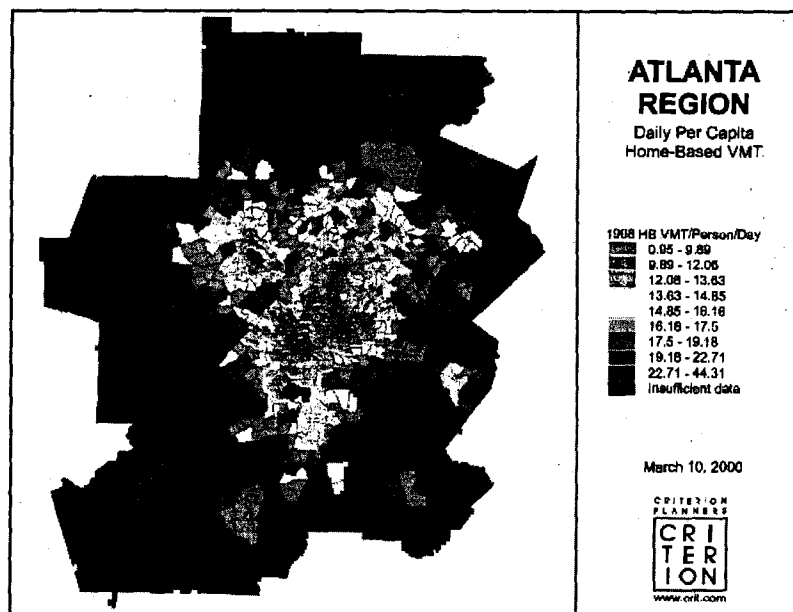 ATLANTA
REGION
Daily Per Capita
Home-Based VMT
1998 HB VMT/Person/Day
0.95 - 9.89
9.89 - 12.06
12.06 - 13.63
13.63 - 14.85
14.85 - 16.16
16.16 - 17.5
17.5 - 19.18
19.18 - 22.71
22.71 - 44.31
Insufficient data
March 10, 2000
CRITERION
PLANNERS
CRI
TER
ION
www.crit.com